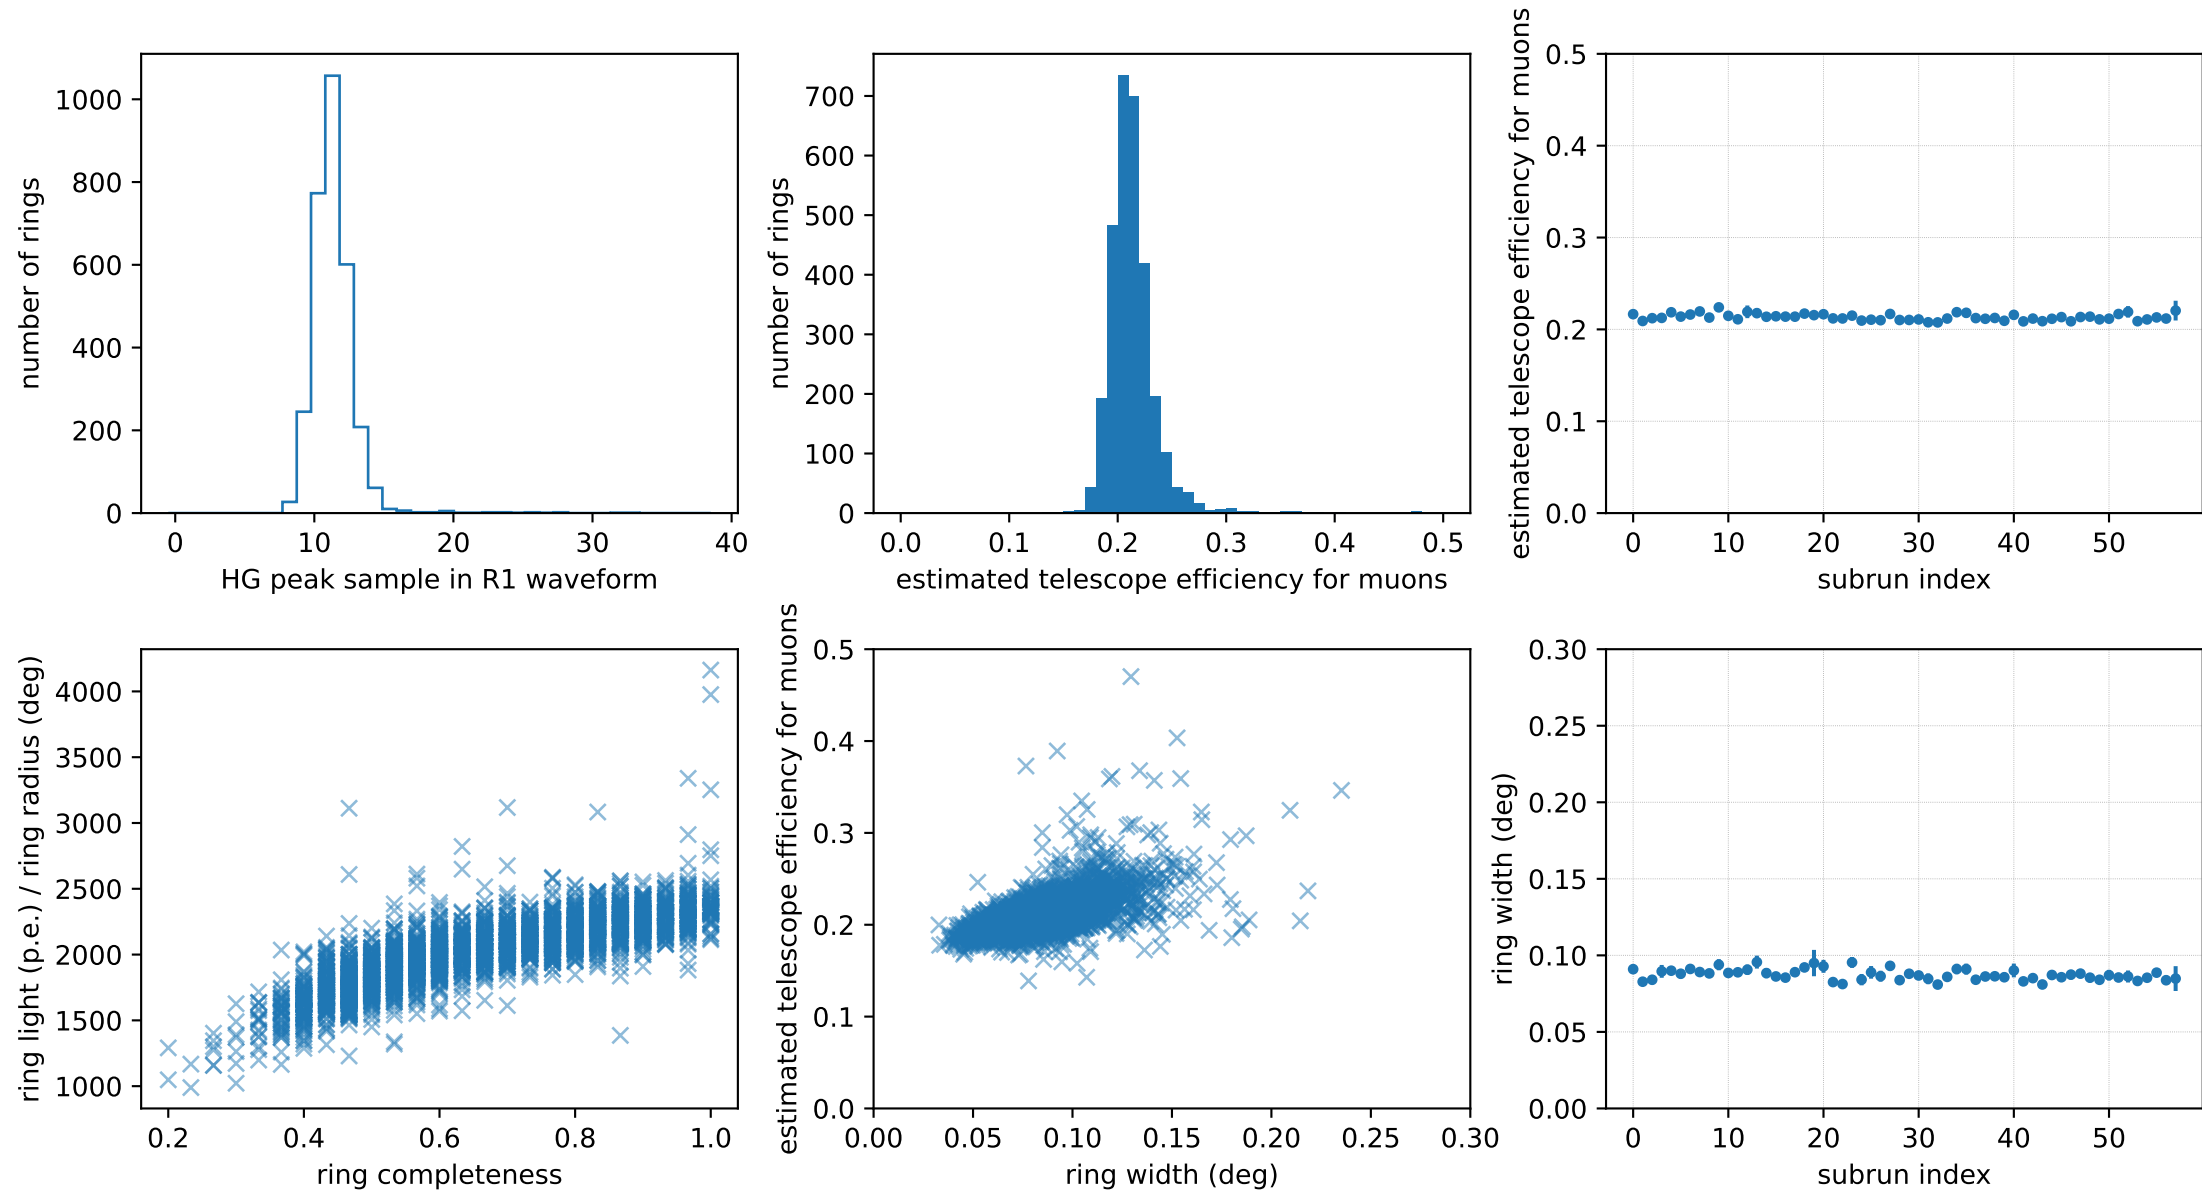 number of rings
1000
800
600
400
200
0
0 10 20 30 40
HG peak sample in R1 waveform
number of rings
700
600
500
400
300
200
100
0
0.0 0.1 0.2 0.3 0.4 0.5
estimated telescope efficiency for muons
estimated telescope efficiency for muons
0.5
0.4
0.3
0.2
0.1
0.0
0 10 20 30 40 50
subrun index
ring light (p.e.) / ring radius (deg)
4000
3500
3000
2500
2000
1500
1000
0.2 0.4 0.6 0.8 1.0
ring completeness
estimated telescope efficiency for muons
0.5
0.4
0.3
0.2
0.1
0.0
0.00 0.05 0.10 0.15 0.20 0.25 0.30
ring width (deg)
ring width (deg)
0.30
0.25
0.20
0.15
0.10
0.05
0.00
0 10 20 30 40 50
subrun index